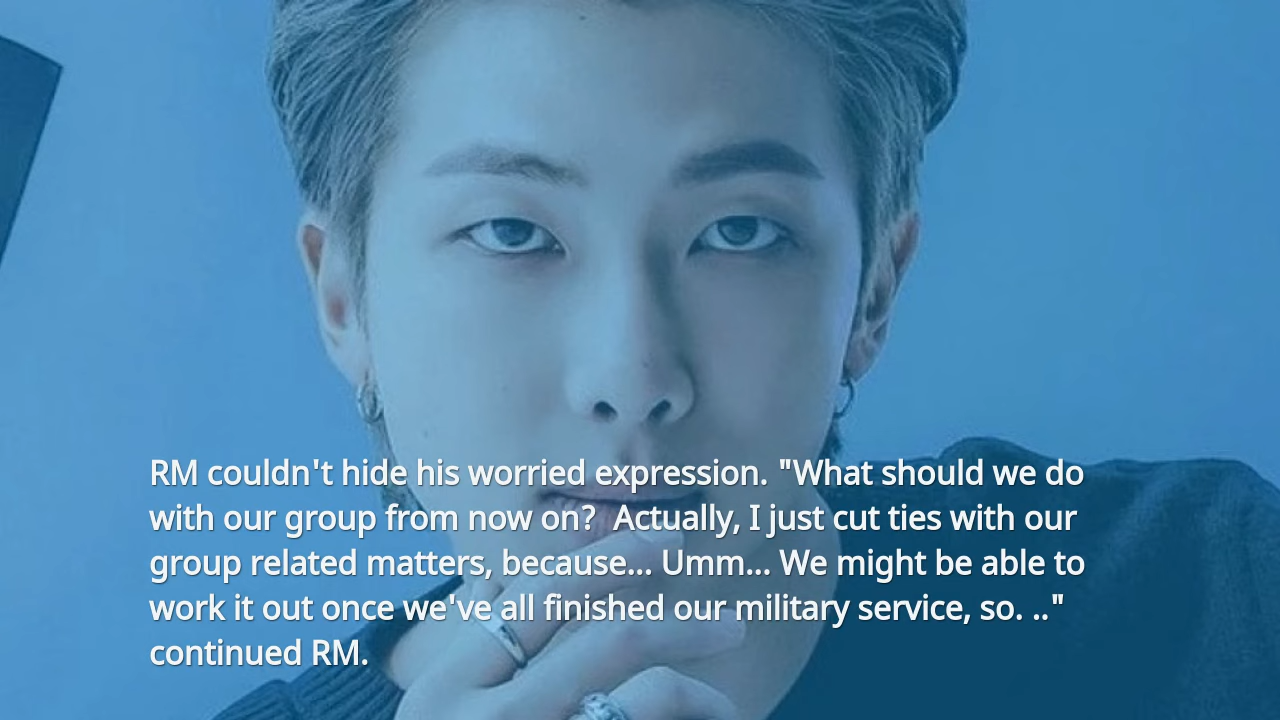 RM couldn't hide his worried expression. "What should we do
with our group from now on?  Actually, I just cut ties with our
group related matters, because... Umm... We might be able to
work it out once we've all finished our military service, so. .."
continued RM.